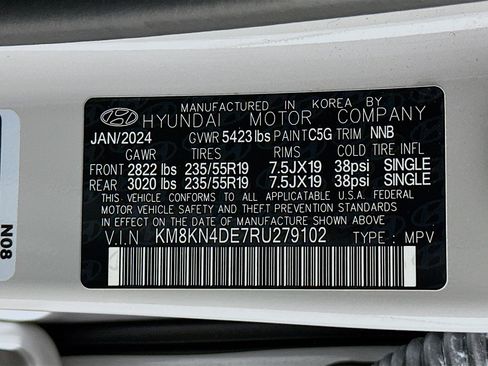 MANUFACTURED IN KOREA BY
HYUNDAI MOTOR COMPANY
JAN/2024 GVWR 5423 lbs PAINT C5G TRIM NNB
GAWR TIRES RIMS COLD TIRE INFL
FRONT 2822 lbs 235/55R19 7.5JX19 38psi SINGLE
REAR 3020 lbs 235/55R19 7.5JX19 38psi SINGLE
THIS VEHICLE CONFORMS TO ALL APPLICABLE U.S.A. FEDERAL
MOTOR VEHICLE SAFETY AND THEFT PREVENTION STANDARDS
IN EFFECT ON THE DATE OF MANUFACTURE SHOWN ABOVE.
V.I.N KM8KN4DE7RU279102 TYPE : MPV
N08